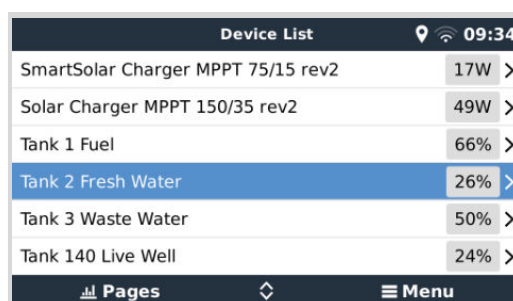 Device List 09:34
SmartSolar Charger MPPT 75/15 rev2 17W
Solar Charger MPPT 150/35 rev2 49W
Tank 1 Fuel 66%
Tank 2 Fresh Water 26%
Tank 3 Waste Water 50%
Tank 140 Live Well 24%
Pages Menu